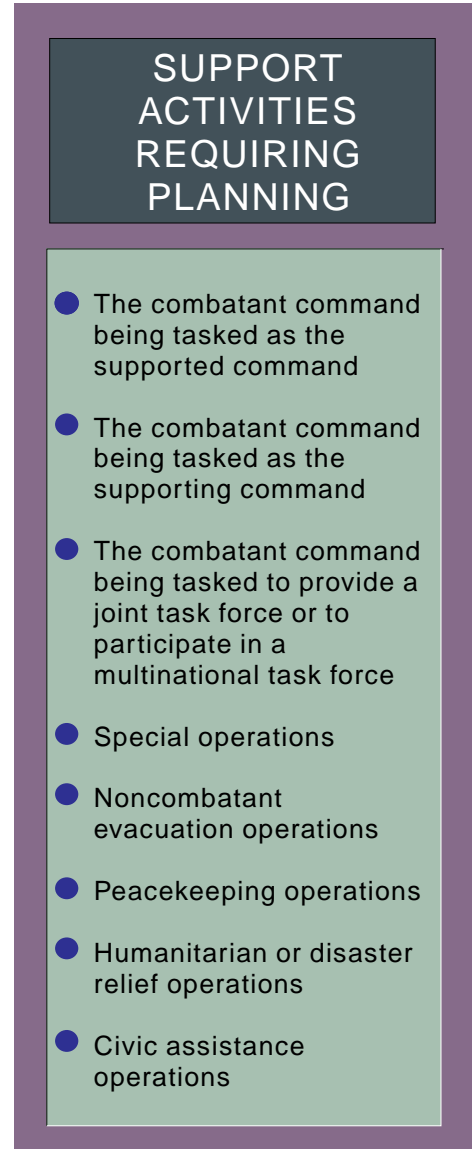 SUPPORT
ACTIVITIES
REQUIRING
PLANNING
The combatant command
being tasked as the
supported command
The combatant command
being tasked as the
supporting command
The combatant command
being tasked to provide a
joint task force or to
participate in a
multinational task force
Special operations
Noncombatant
evacuation operations
Peacekeeping operations
Humanitarian or disaster
relief operations
Civic assistance
operations